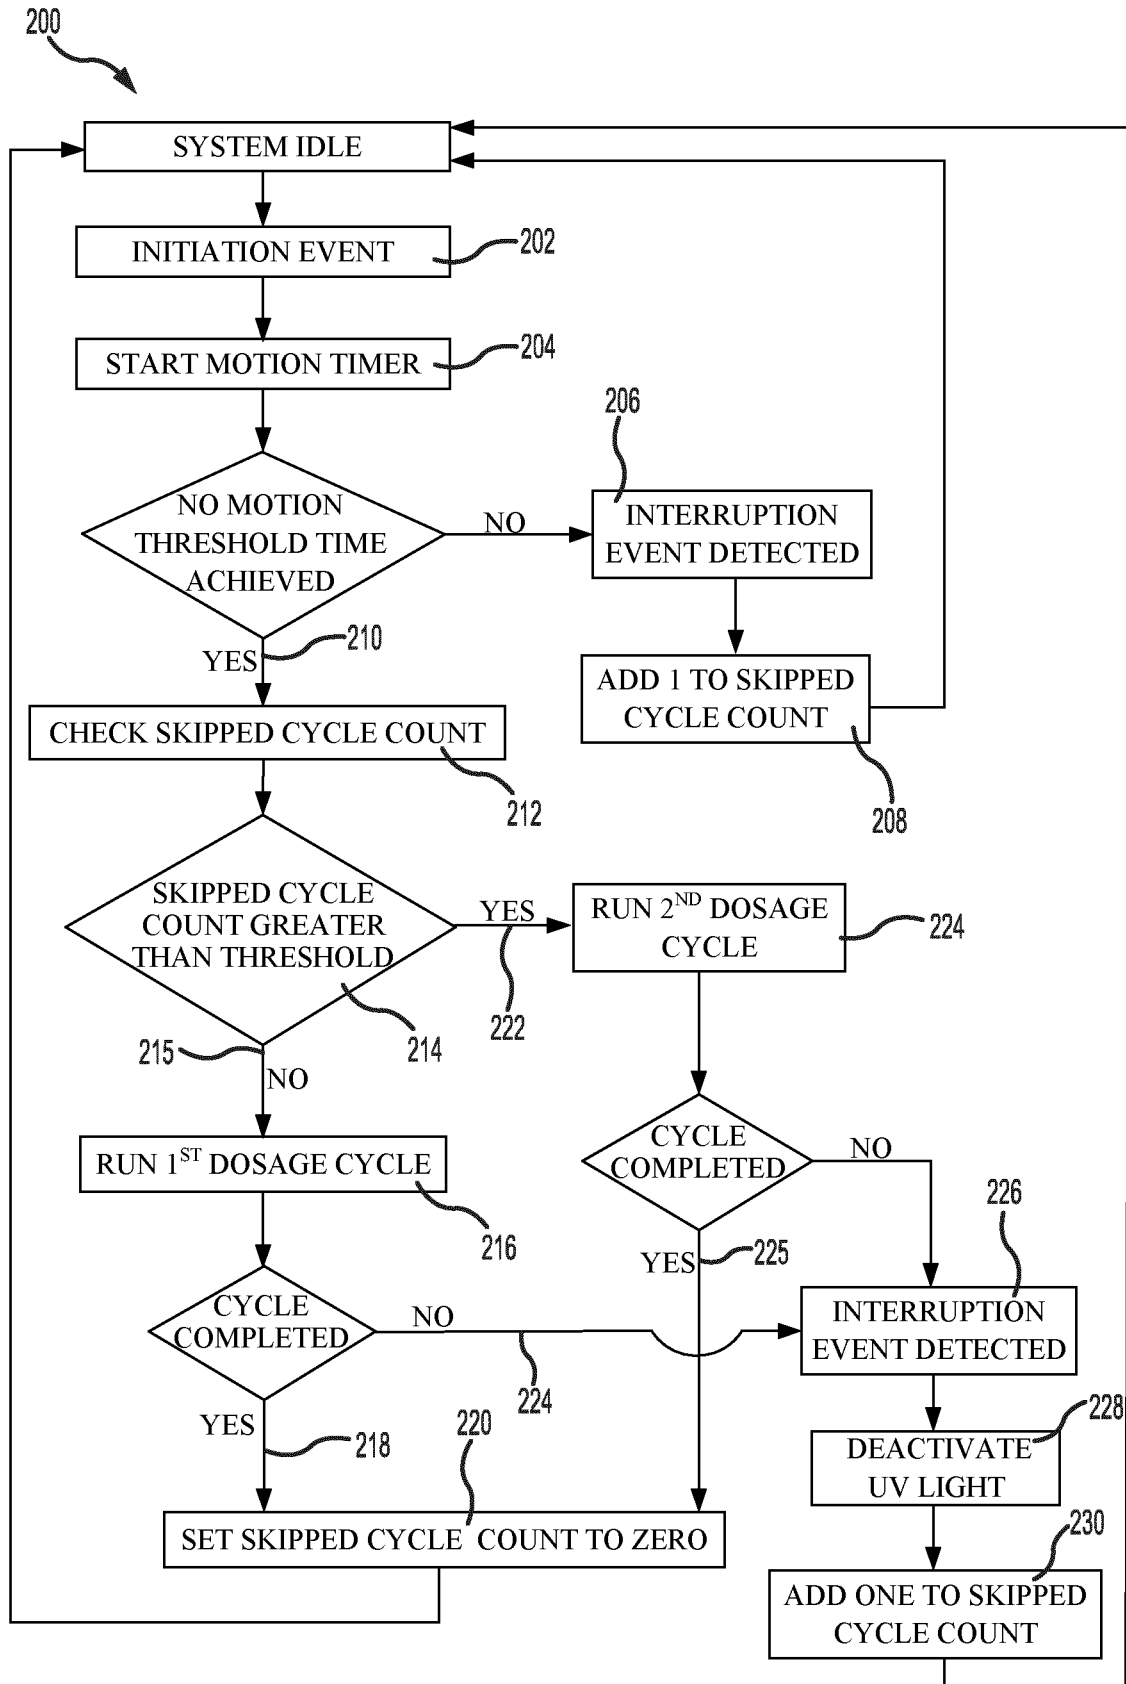 200
SYSTEM IDLE
INITIATION EVENT
202
START MOTION TIMER
204
NO MOTION
THRESHOLD TIME
ACHIEVED
NO
206
INTERRUPTION
EVENT DETECTED
YES
210
ADD 1 TO SKIPPED
CYCLE COUNT
208
CHECK SKIPPED CYCLE COUNT
212
SKIPPED CYCLE
COUNT GREATER
THAN THRESHOLD
214
YES
222
RUN 2ND DOSAGE
CYCLE
224
215
NO
RUN 1ST DOSAGE CYCLE
216
CYCLE
COMPLETED
NO
YES
225
226
INTERRUPTION
EVENT DETECTED
CYCLE
COMPLETED
NO
224
YES
218
220
228
DEACTIVATE
UV LIGHT
SET SKIPPED CYCLE COUNT TO ZERO
230
ADD ONE TO SKIPPED
CYCLE COUNT